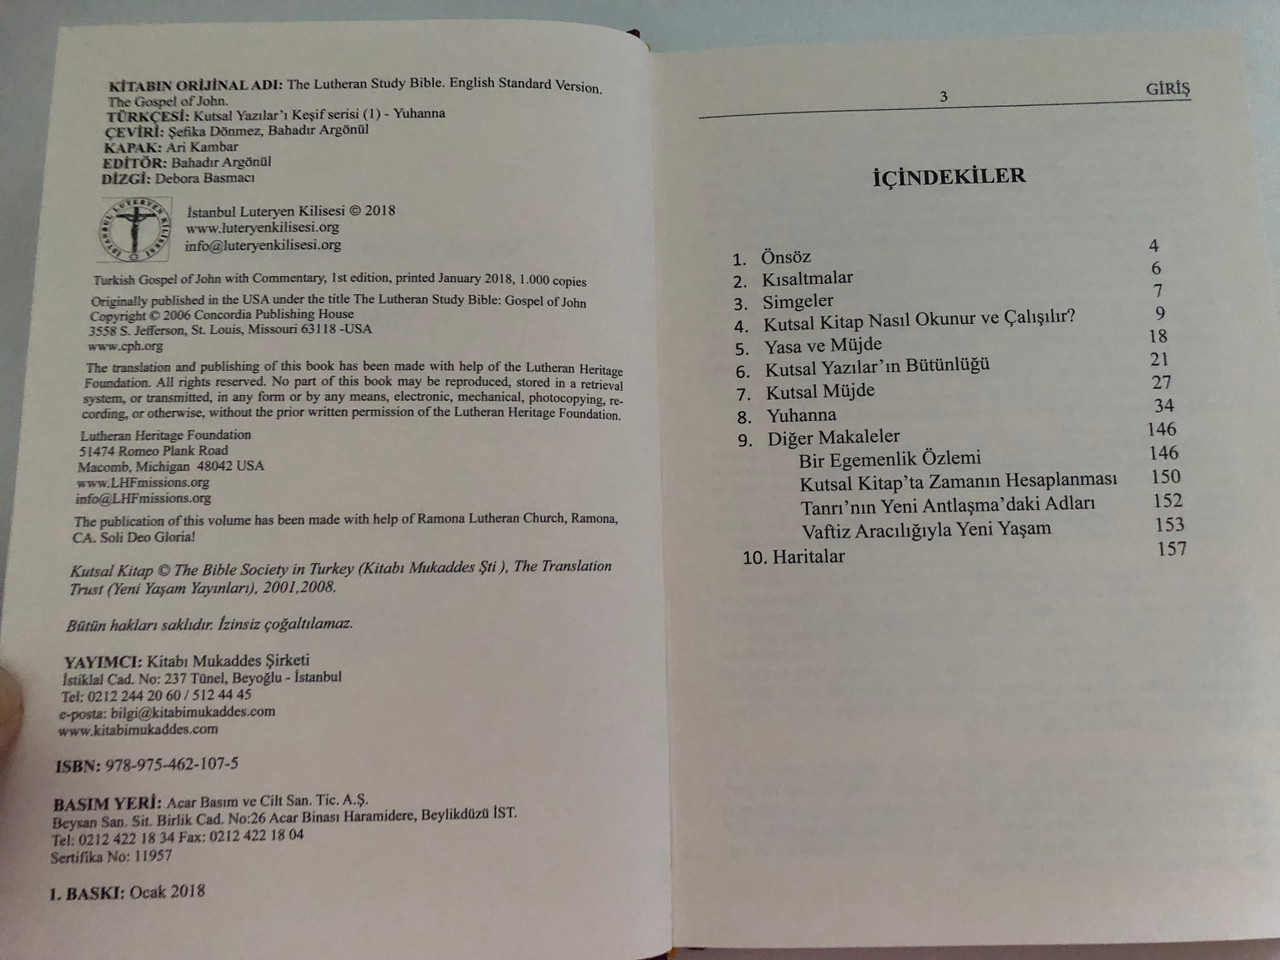 KİTABIN ORİJİNAL ADI: The Lutheran Study Bible. English Standard Version.
The Gospel of John.
TÜRKÇESİ: Kutsal Yazılar'ı Keşif serisi (1) - Yuhanna
ÇEVİRİ: Şefika Dönmez, Bahadır Argönül
KAPAK: Ari Kambar
EDİTÖR: Bahadır Argönül
DİZGİ: Debora Basmacı
İSTANBUL LUTERYEN KİLİSESİ
İstanbul Luteryen Kilisesi © 2018
www.luteryenkilisesi.org
info@luteryenkilisesi.org
Turkish Gospel of John with Commentary, 1st edition, printed January 2018, 1.000 copies
Originally published in the USA under the title The Lutheran Study Bible: Gospel of John
Copyright © 2006 Concordia Publishing House
3558 S. Jefferson, St. Louis, Missouri 63118 -USA
www.cph.org
The translation and publishing of this book has been made with help of the Lutheran Heritage
Foundation. All rights reserved. No part of this book may be reproduced, stored in a retrieval
system, or transmitted, in any form or by any means, electronic, mechanical, photocopying, re-
cording, or otherwise, without the prior written permission of the Lutheran Heritage Foundation.
Lutheran Heritage Foundation
51474 Romeo Plank Road
Macomb, Michigan 48042 USA
www.LHFmissions.org
info@LHFmissions.org
The publication of this volume has been made with help of Ramona Lutheran Church, Ramona,
CA. Soli Deo Gloria!
Kutsal Kitap © The Bible Society in Turkey (Kitabı Mukaddes Şti ), The Translation
Trust (Yeni Yaşam Yayınları), 2001,2008.
Bütün hakları saklıdır. İzinsiz çoğaltılamaz.
YAYIMCI: Kitabı Mukaddes Şirketi
İstiklal Cad. No: 237 Tünel, Beyoğlu - İstanbul
Tel: 0212 244 20 60 / 512 44 45
e-posta: bilgi@kitabimukaddes.com
www.kitabimukaddes.com
ISBN: 978-975-462-107-5
BASIM YERİ: Acar Basım ve Cilt San. Tic. A.Ş.
Beysan San. Sit. Birlik Cad. No:26 Acar Binası Haramidere, Beylikdüzü İST.
Tel: 0212 422 18 34 Fax: 0212 422 18 04
Sertifika No: 11957
1. BASKI: Ocak 2018
3 GİRİŞ
İÇİNDEKİLER
1. Önsöz 4
2. Kısaltmalar 6
3. Simgeler 7
4. Kutsal Kitap Nasıl Okunur ve Çalışılır? 9
5. Yasa ve Müjde 18
6. Kutsal Yazılar'ın Bütünlüğü 21
7. Kutsal Müjde 27
8. Yuhanna 34
9. Diğer Makaleler 146
Bir Egemenlik Özlemi 146
Kutsal Kitap'ta Zamanın Hesaplanması 150
Tanrı'nın Yeni Antlaşma'daki Adları 152
Vaftiz Aracılığıyla Yeni Yaşam 153
10. Haritalar 157